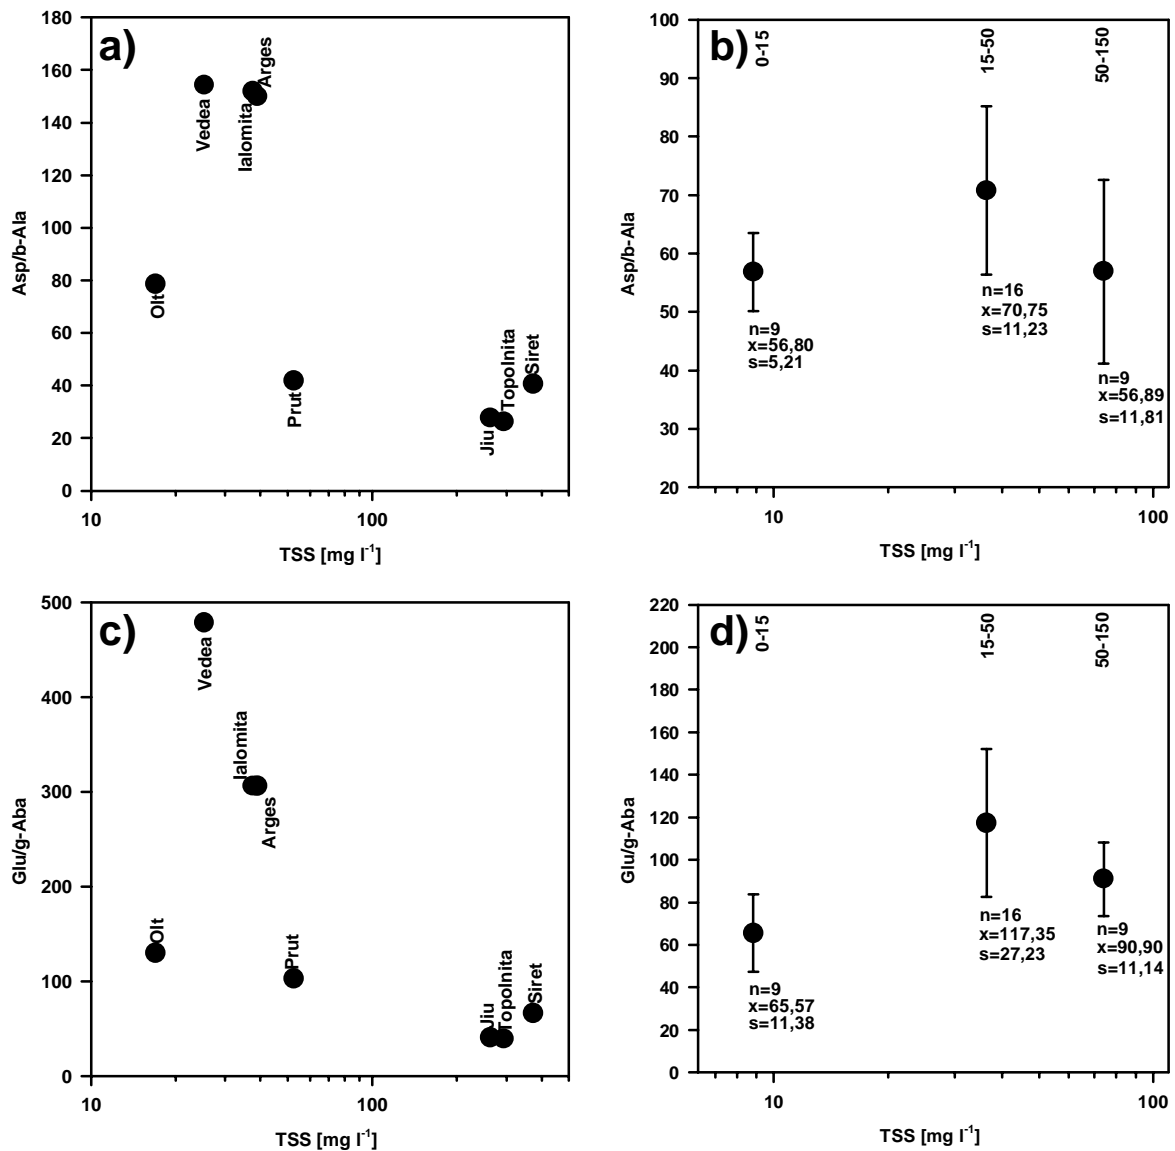 a)
180
160
140
120
100
80
60
40
20
0
Asp/b-Ala
Olt
Vedea
Ialomita
Arges
Prut
Jiu
Topolnita
Siret
10
100
TSS [mg l⁻¹]
b)
100
90
80
70
60
50
40
30
20
Asp/b-Ala
0-15
15-50
50-150
n=9
x=56,80
s=5,21
n=16
x=70,75
s=11,23
n=9
x=56,89
s=11,81
10
100
TSS [mg l⁻¹]
c)
500
400
300
200
100
0
Glu/g-Aba
Olt
Vedea
Ialomita
Arges
Prut
Jiu
Topolnita
Siret
10
100
TSS [mg l⁻¹]
d)
220
200
180
160
140
120
100
80
60
40
20
0
Glu/g-Aba
0-15
15-50
50-150
n=9
x=65,57
s=11,38
n=16
x=117,35
s=27,23
n=9
x=90,90
s=11,14
10
100
TSS [mg l⁻¹]